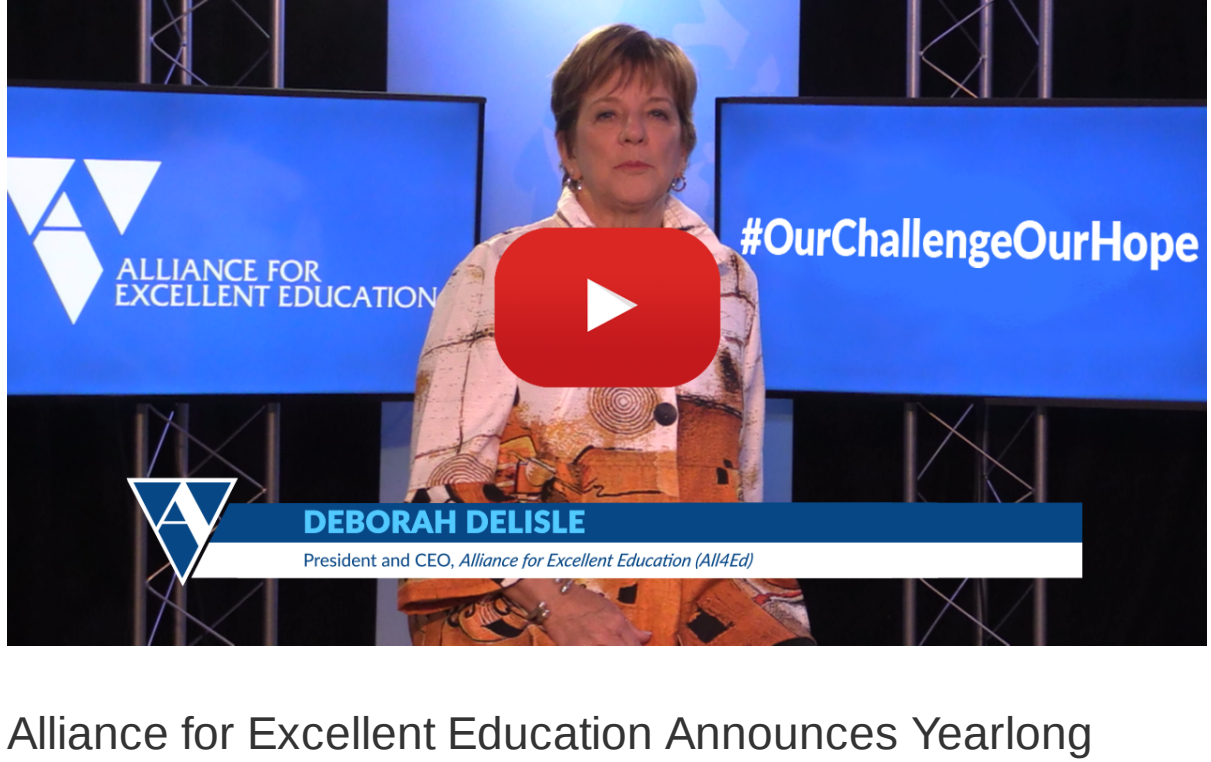 ALLIANCE FOR
EXCELLENT EDUCATION
#OurChallengeOurHope
DEBORAH DELISLE
President and CEO, Alliance for Excellent Education (All4Ed)
Alliance for Excellent Education Announces Yearlong